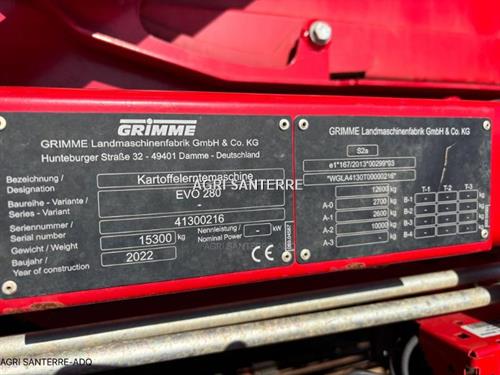 GRIMME
GRIMME Landmaschinenfabrik GmbH & Co. KG
Hunteburger Straße 32 - 49401 Damme - Deutschland
Bezeichnung /
Designation
Kartoffelerntemaschine
Baureihe - Variante /
Series - Variant
EVO 280
-
Seriennummer /
Serial number
41300216
Gewicht / Weight
15300 kg
Nennleistung /
Nominal Power
- kW
Baujahr /
Year of construction
2022
CE
GRIMME Landmaschinenfabrik GmbH & Co. KG
S2a
e1*167/2013*00299*03
*WGLA4130T00000216*
12600 kg
A-0 2700 kg
A-1 2600 kg
A-2 10000 kg
A-3 - kg
T-1 T-2 T-3
B-1 - - -
B-2 - - -
B-3 - - -
B-4 - - -
AGRI SANTERRE
AGRI SANTERRE
AGRI SANTERRE-ADO